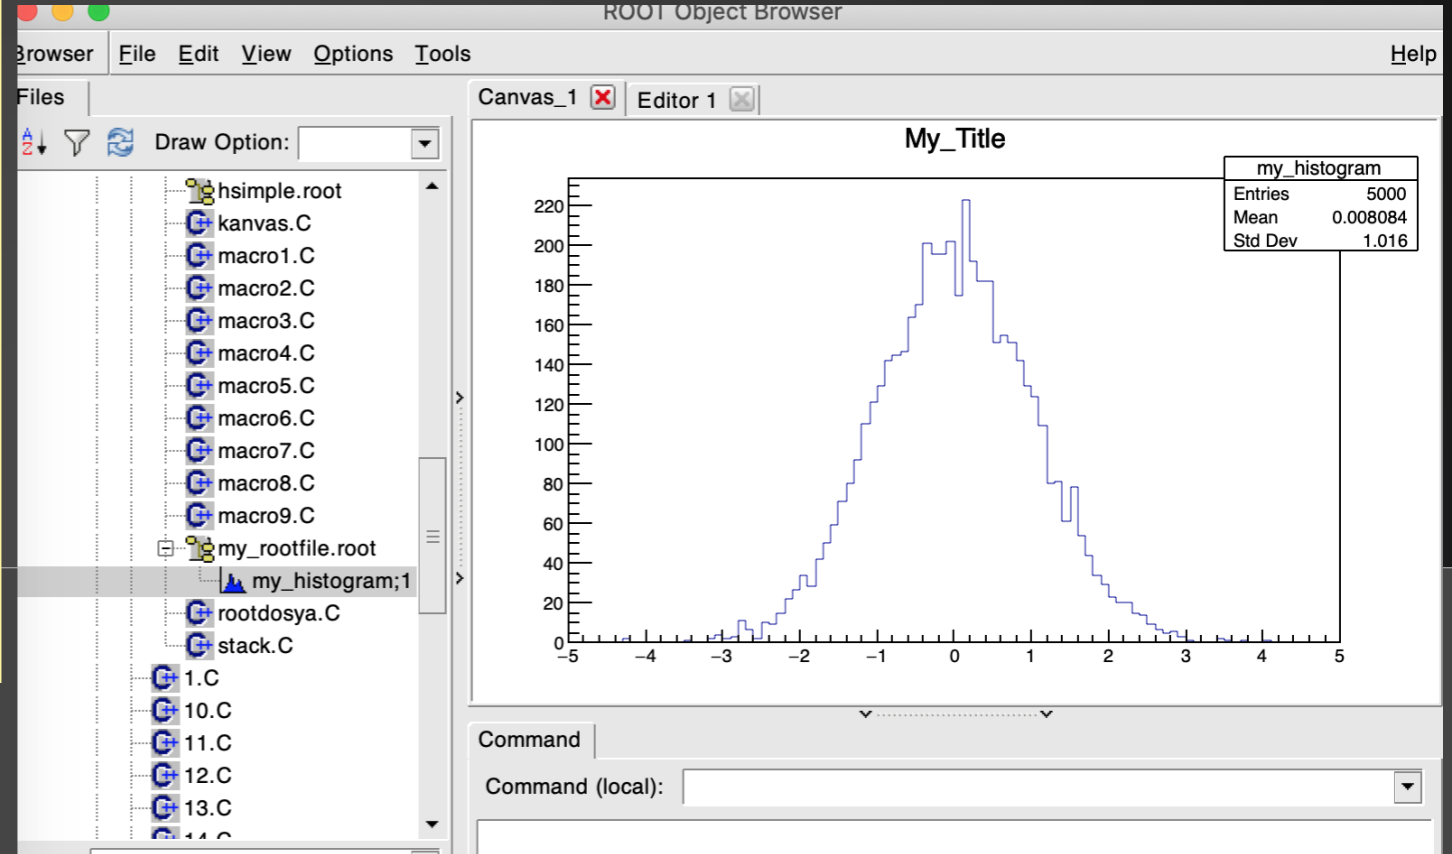 ROOT Object Browser
Browser File Edit View Options Tools Help
Files
Canvas_1 Editor 1
Draw Option:
hsimple.root
kanvas.C
macro1.C
macro2.C
macro3.C
macro4.C
macro5.C
macro6.C
macro7.C
macro8.C
macro9.C
my_rootfile.root
my_histogram;1
rootdosya.C
stack.C
1.C
10.C
11.C
12.C
13.C
14.C
My_Title
my_histogram
Entries 5000
Mean 0.008084
Std Dev 1.016
220
200
180
160
140
120
100
80
60
40
20
0
−5 −4 −3 −2 −1 0 1 2 3 4 5
Command
Command (local):